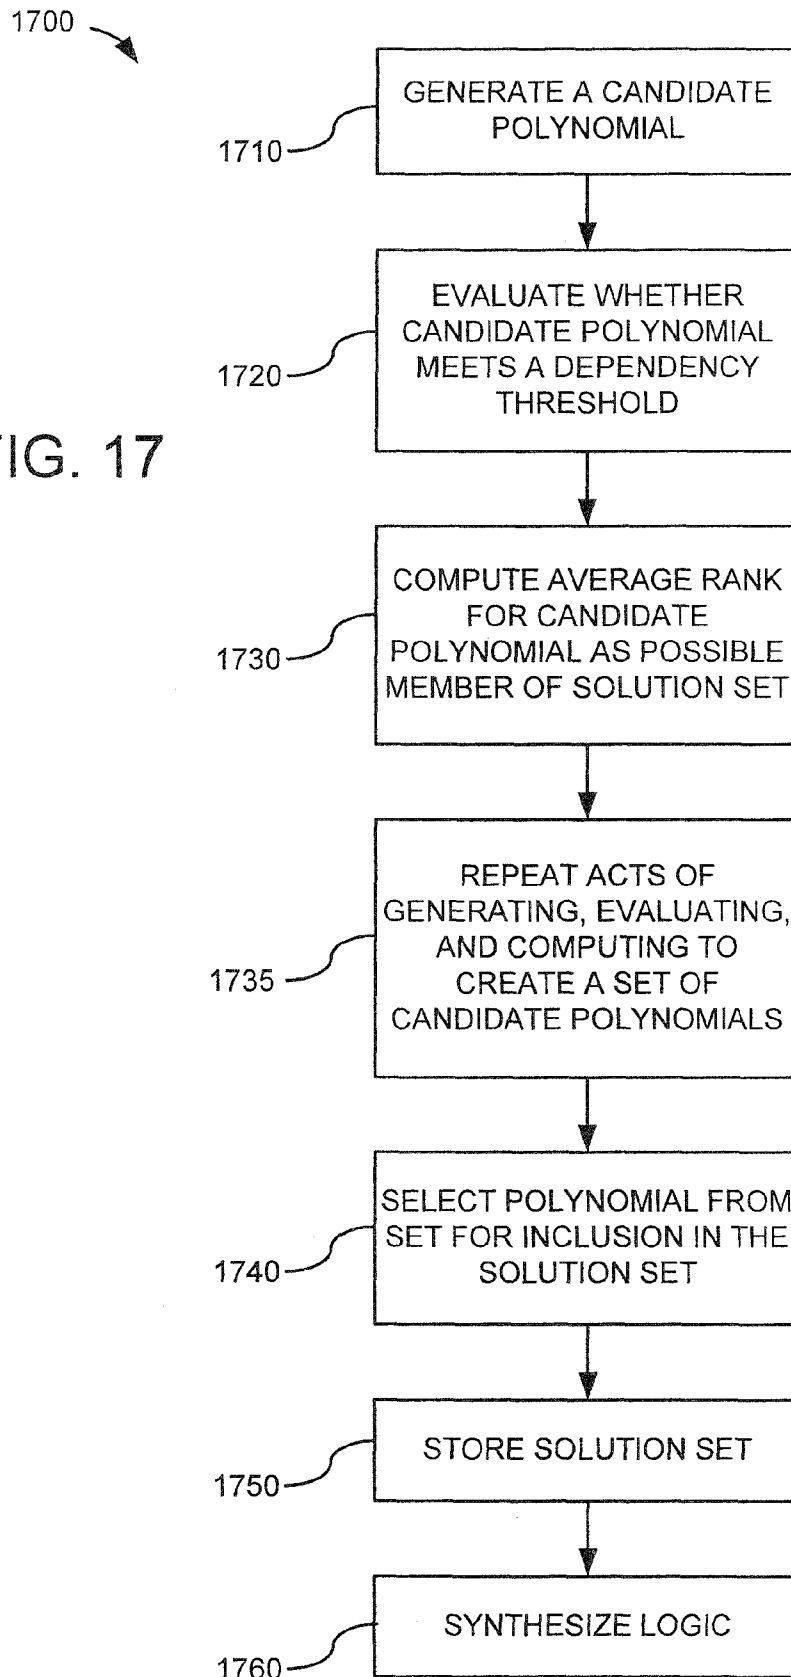 1700
GENERATE A CANDIDATE
POLYNOMIAL
1710
EVALUATE WHETHER
CANDIDATE POLYNOMIAL
MEETS A DEPENDENCY
THRESHOLD
1720
IG. 17
COMPUTE AVERAGE RANK
FOR CANDIDATE
POLYNOMIAL AS POSSIBLE
MEMBER OF SOLUTION SET
1730
REPEAT ACTS OF
GENERATING, EVALUATING,
AND COMPUTING TO
CREATE A SET OF
CANDIDATE POLYNOMIALS
1735
SELECT POLYNOMIAL FROM
SET FOR INCLUSION IN THE
SOLUTION SET
1740
STORE SOLUTION SET
1750
SYNTHESIZE LOGIC
1760